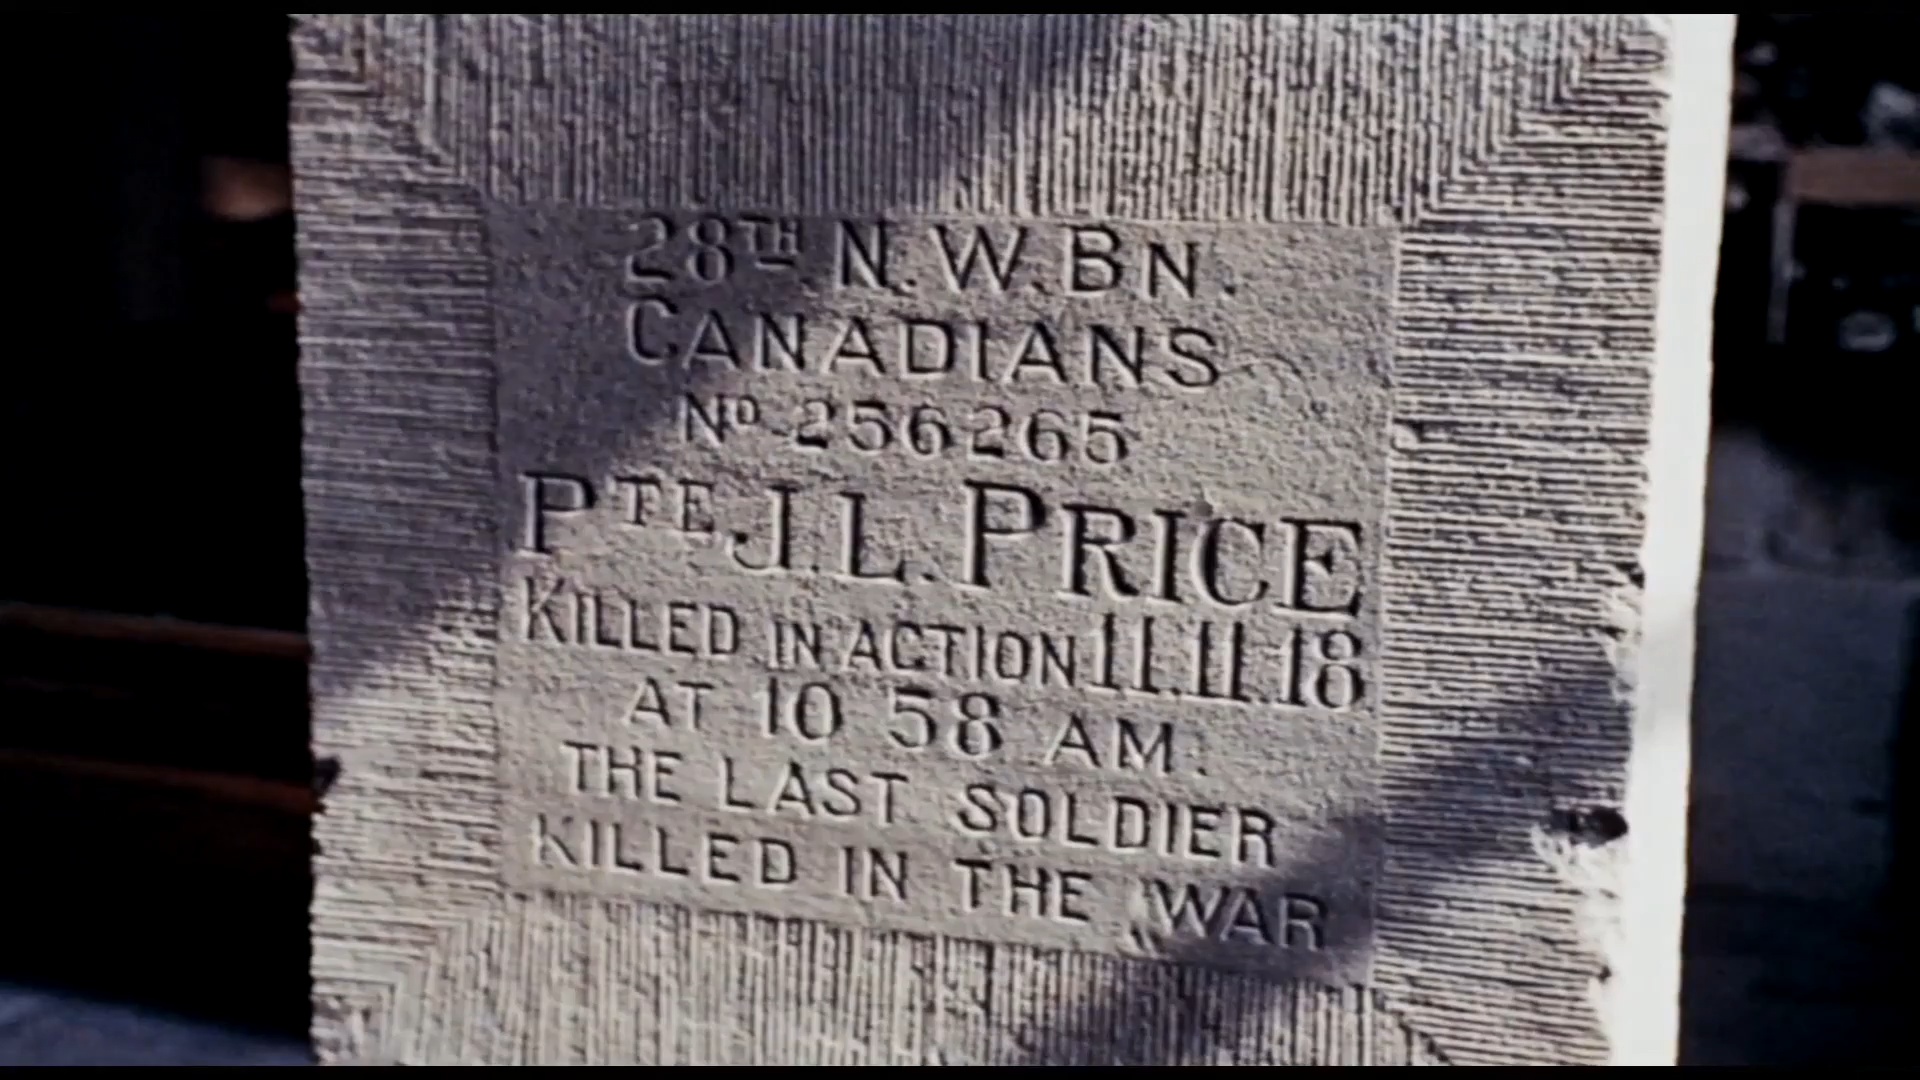 28TH N.W.BN.
CANADIANS
NO 256265
PTE J.L. PRICE
KILLED IN ACTION 11.11.18
AT 10 58 AM.
THE LAST SOLDIER
KILLED IN THE WAR